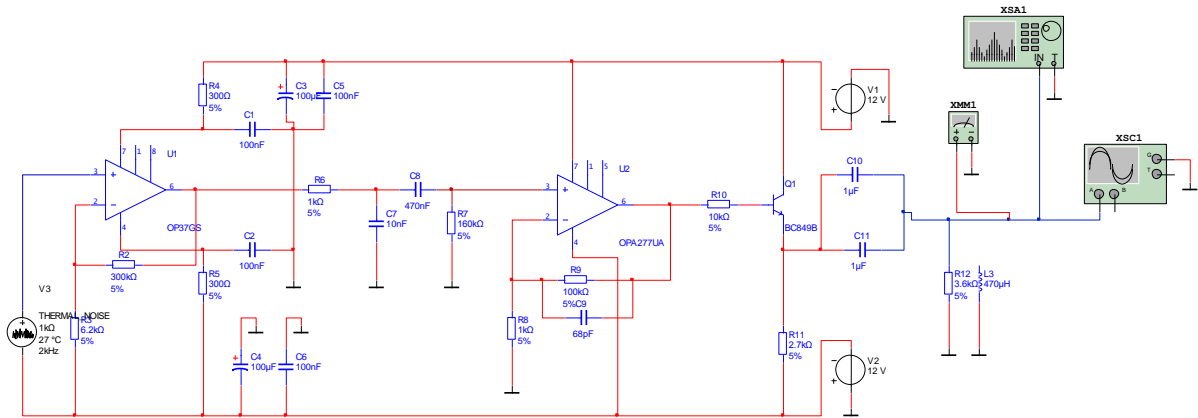 XSA1
IN T
R4
300Ω
5%
C3
100µF
C5
100nF
V1
12 V
XMM1
XSC1
G
T
A B
C1
100nF
7 1 8
U1
3
2
6
4
OP37GS
R6
1kΩ
5%
C8
470nF
C7
10nF
R7
160kΩ
5%
7 1 5
U2
3
2
6
4
OPA277UA
R10
10kΩ
5%
Q1
BC849B
C10
1µF
C11
1µF
C2
100nF
R2
300kΩ
5%
R5
300Ω
5%
R9
100kΩ
5%
C9
68pF
R12
3.6kΩ
5%
L3
470µH
V3
THERMAL_NOISE
1kΩ
27 °C
2kHz
R3
6.2kΩ
5%
R8
1kΩ
5%
R11
2.7kΩ
5%
C4
100µF
C6
100nF
V2
12 V